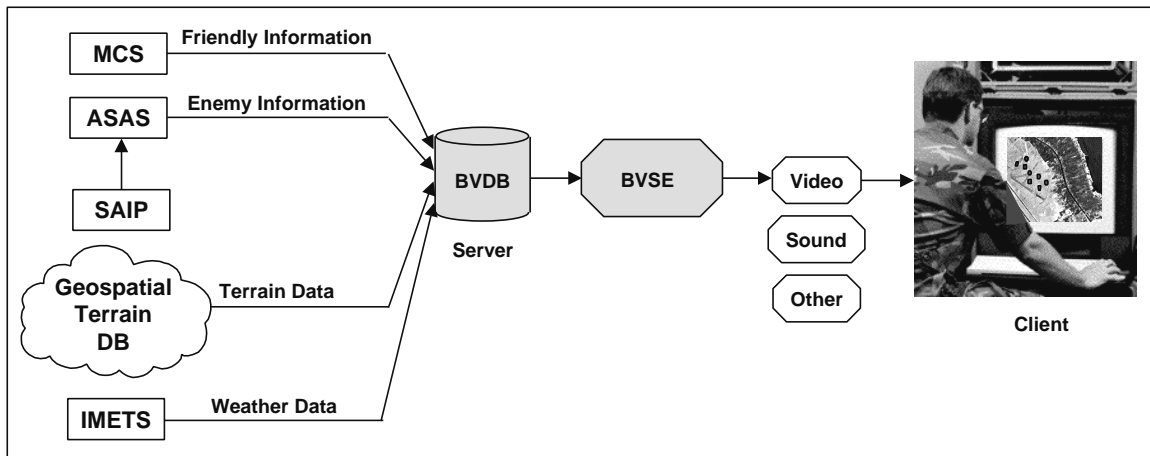 MCS
Friendly Information
ASAS
Enemy Information
SAIP
Geospatial
Terrain
DB
Terrain Data
IMETS
Weather Data
BVDB
Server
BVSE
Video
Sound
Other
Client